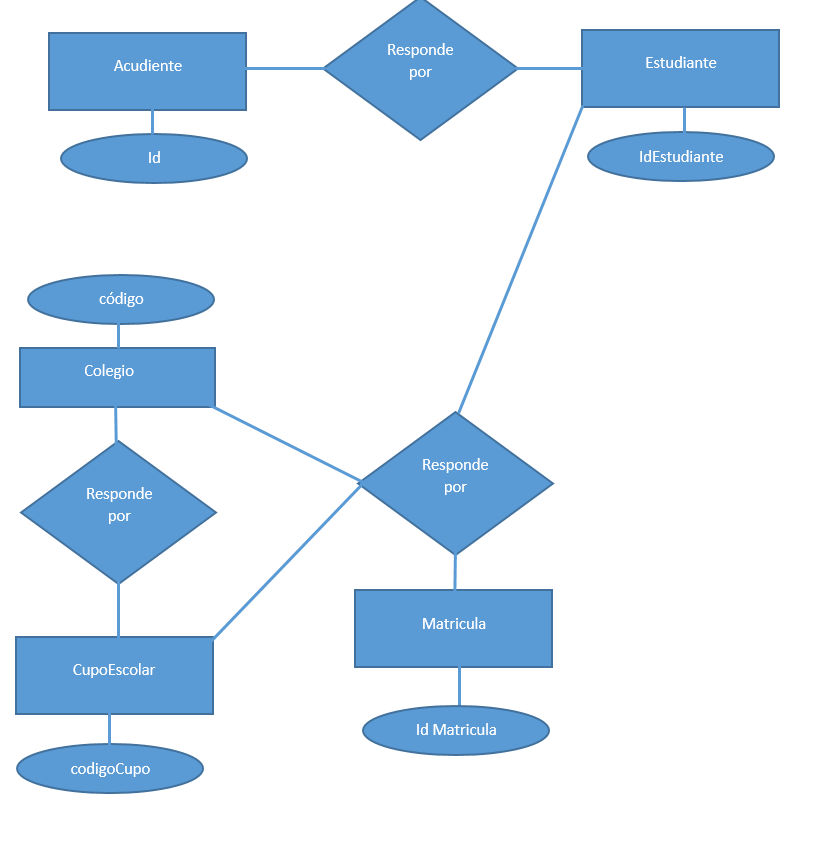 Acudiente
Responde
por
Estudiante
Id
IdEstudiante
código
Colegio
Responde
por
Responde
por
CupoEscolar
Matricula
codigoCupo
Id Matricula